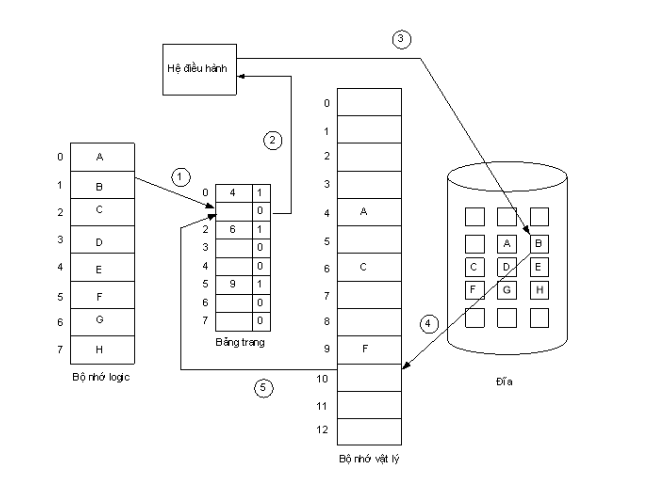 3
Hệ điều hành
2
1
0 A
1 B
2 C
3 D
4 E
5 F
6 G
7 H
Bộ nhớ logic
0 4 1
0
2 6 1
3 0
4 0
5 9 1
6 0
7 0
Bảng trang
0
1
2
3
4 A
5
6 C
7
8
9 F
10
11
12
Bộ nhớ vật lý
A B
C D E
F G H
Đĩa
4
5